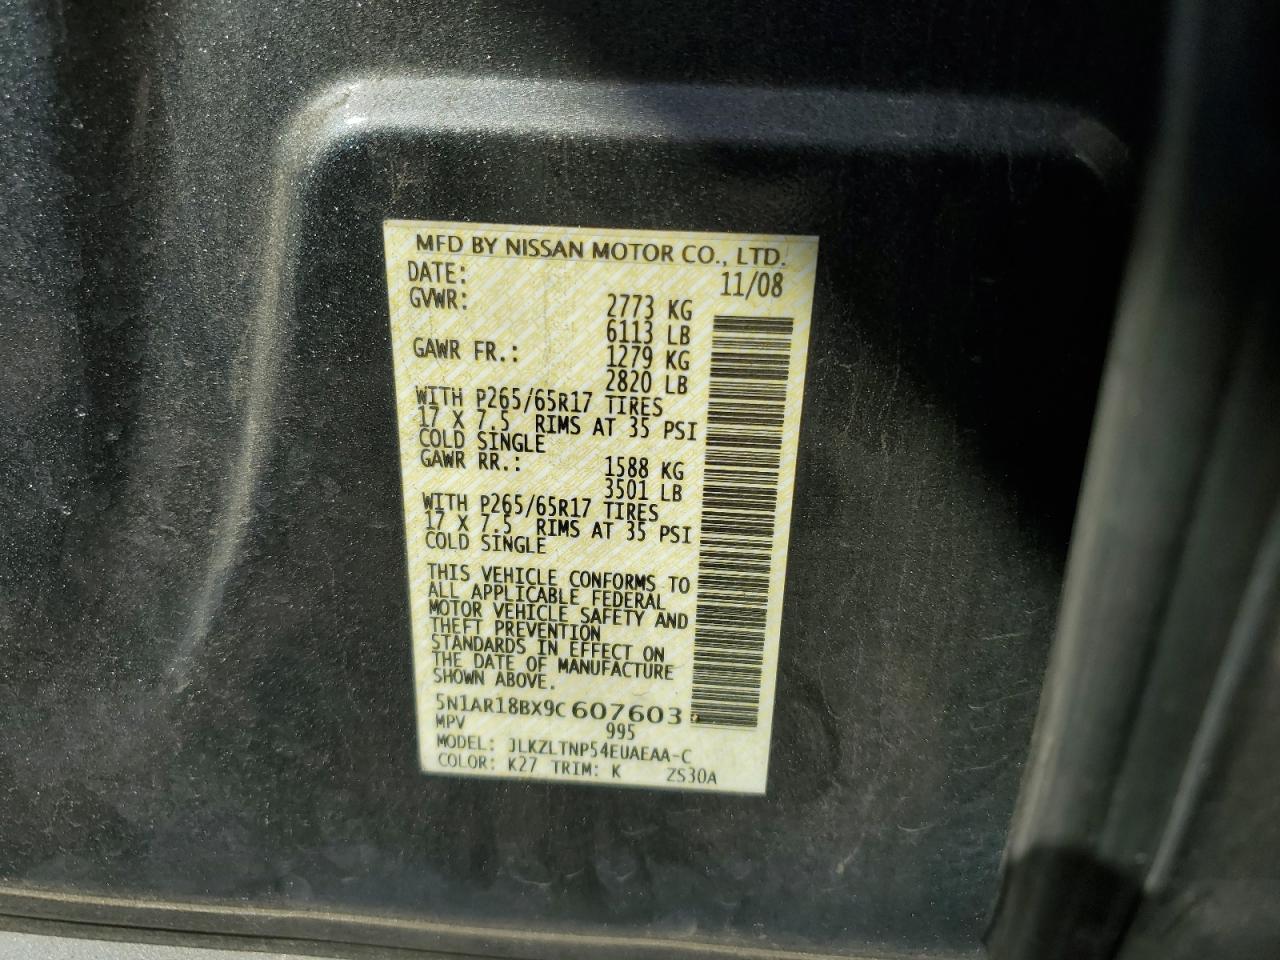 MFD BY NISSAN MOTOR CO., LTD.
DATE: 11/08
GVWR: 2773 KG
6113 LB
GAWR FR.: 1279 KG
2820 LB
WITH P265/65R17 TIRES
17 X 7.5 RIMS AT 35 PSI
COLD SINGLE
GAWR RR.: 1588 KG
3501 LB
WITH P265/65R17 TIRES
17 X 7.5 RIMS AT 35 PSI
COLD SINGLE
THIS VEHICLE CONFORMS TO
ALL APPLICABLE FEDERAL
MOTOR VEHICLE SAFETY AND
THEFT PREVENTION
STANDARDS IN EFFECT ON
THE DATE OF MANUFACTURE
SHOWN ABOVE.
5N1AR18BX9C607603
MPV 995
MODEL: JLKZLTNP54EUAEAA-C
COLOR: K27 TRIM: K ZS30A